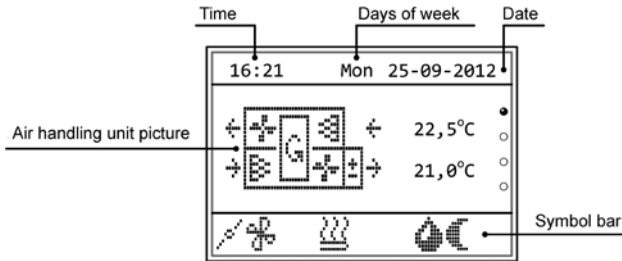 Time Days of week Date
16:21 Mon 25-09-2012
← ← 22,5°C
Air handling unit picture G
→ ± → 21,0°C
Symbol bar